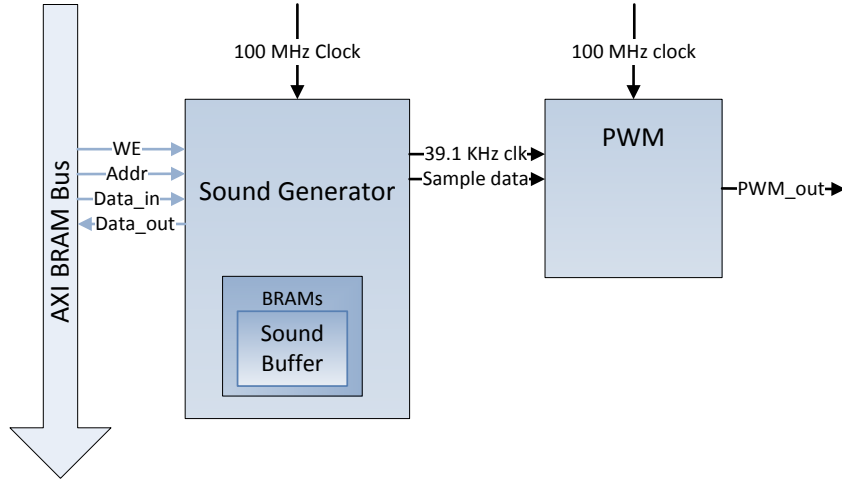 100 MHz Clock
100 MHz clock
AXI BRAM Bus
WE
Addr
Data_in
Data_out
Sound Generator
BRAMs
Sound
Buffer
39.1 KHz clk
Sample data
PWM
PWM_out